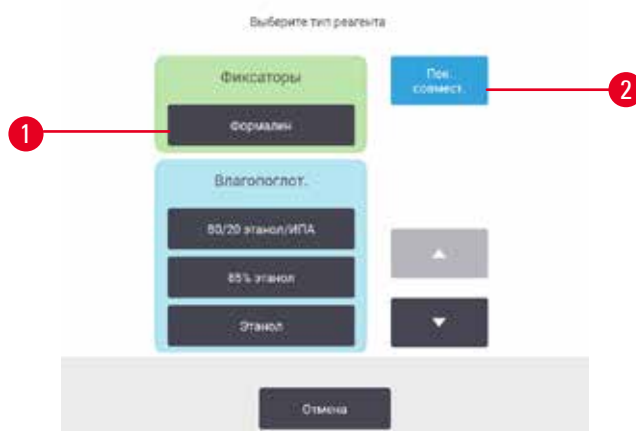 Выберите тип реагента
Фиксаторы
Пок.
совмест.
1
Формалин
2
Влагопоглот.
80/20 этанол/ИПА
85% этанол
Этанол
Отмена